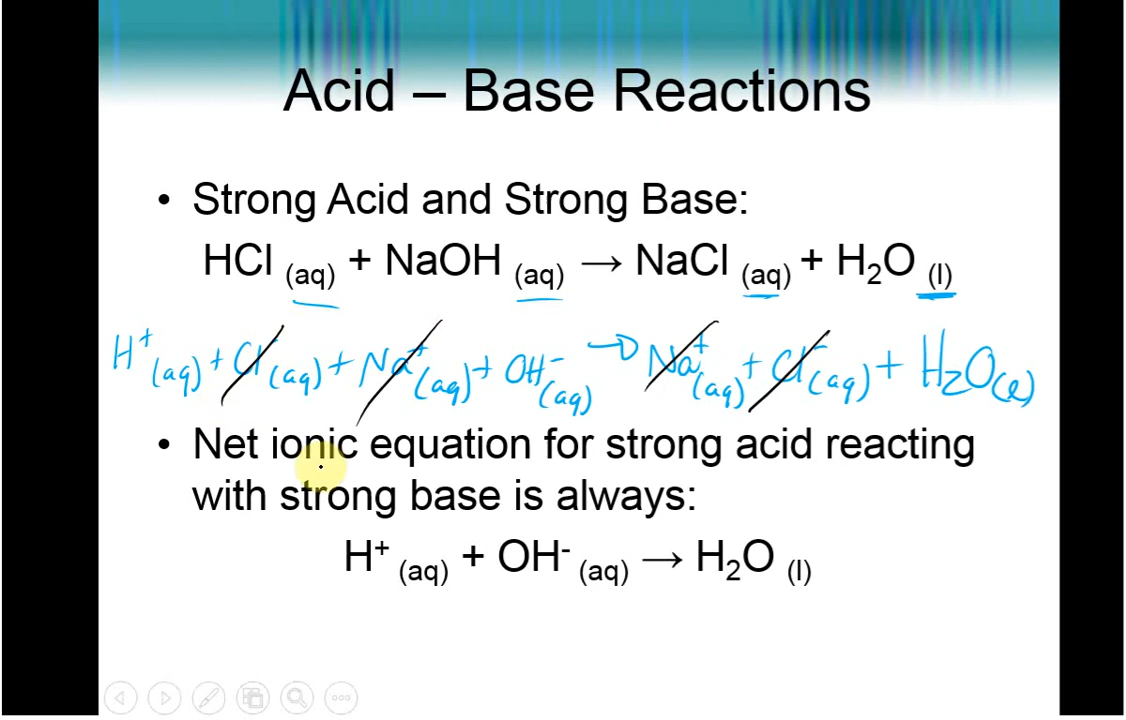 Acid – Base Reactions
• Strong Acid and Strong Base:
HCl (aq) + NaOH (aq) → NaCl (aq) + H₂O (l)
H⁺(aq) + Cl⁻(aq) + Na⁺(aq) + OH⁻(aq) → Na⁺(aq) + Cl⁻(aq) + H₂O(l)
• Net ionic equation for strong acid reacting
with strong base is always:
H⁺ (aq) + OH⁻ (aq) → H₂O (l)